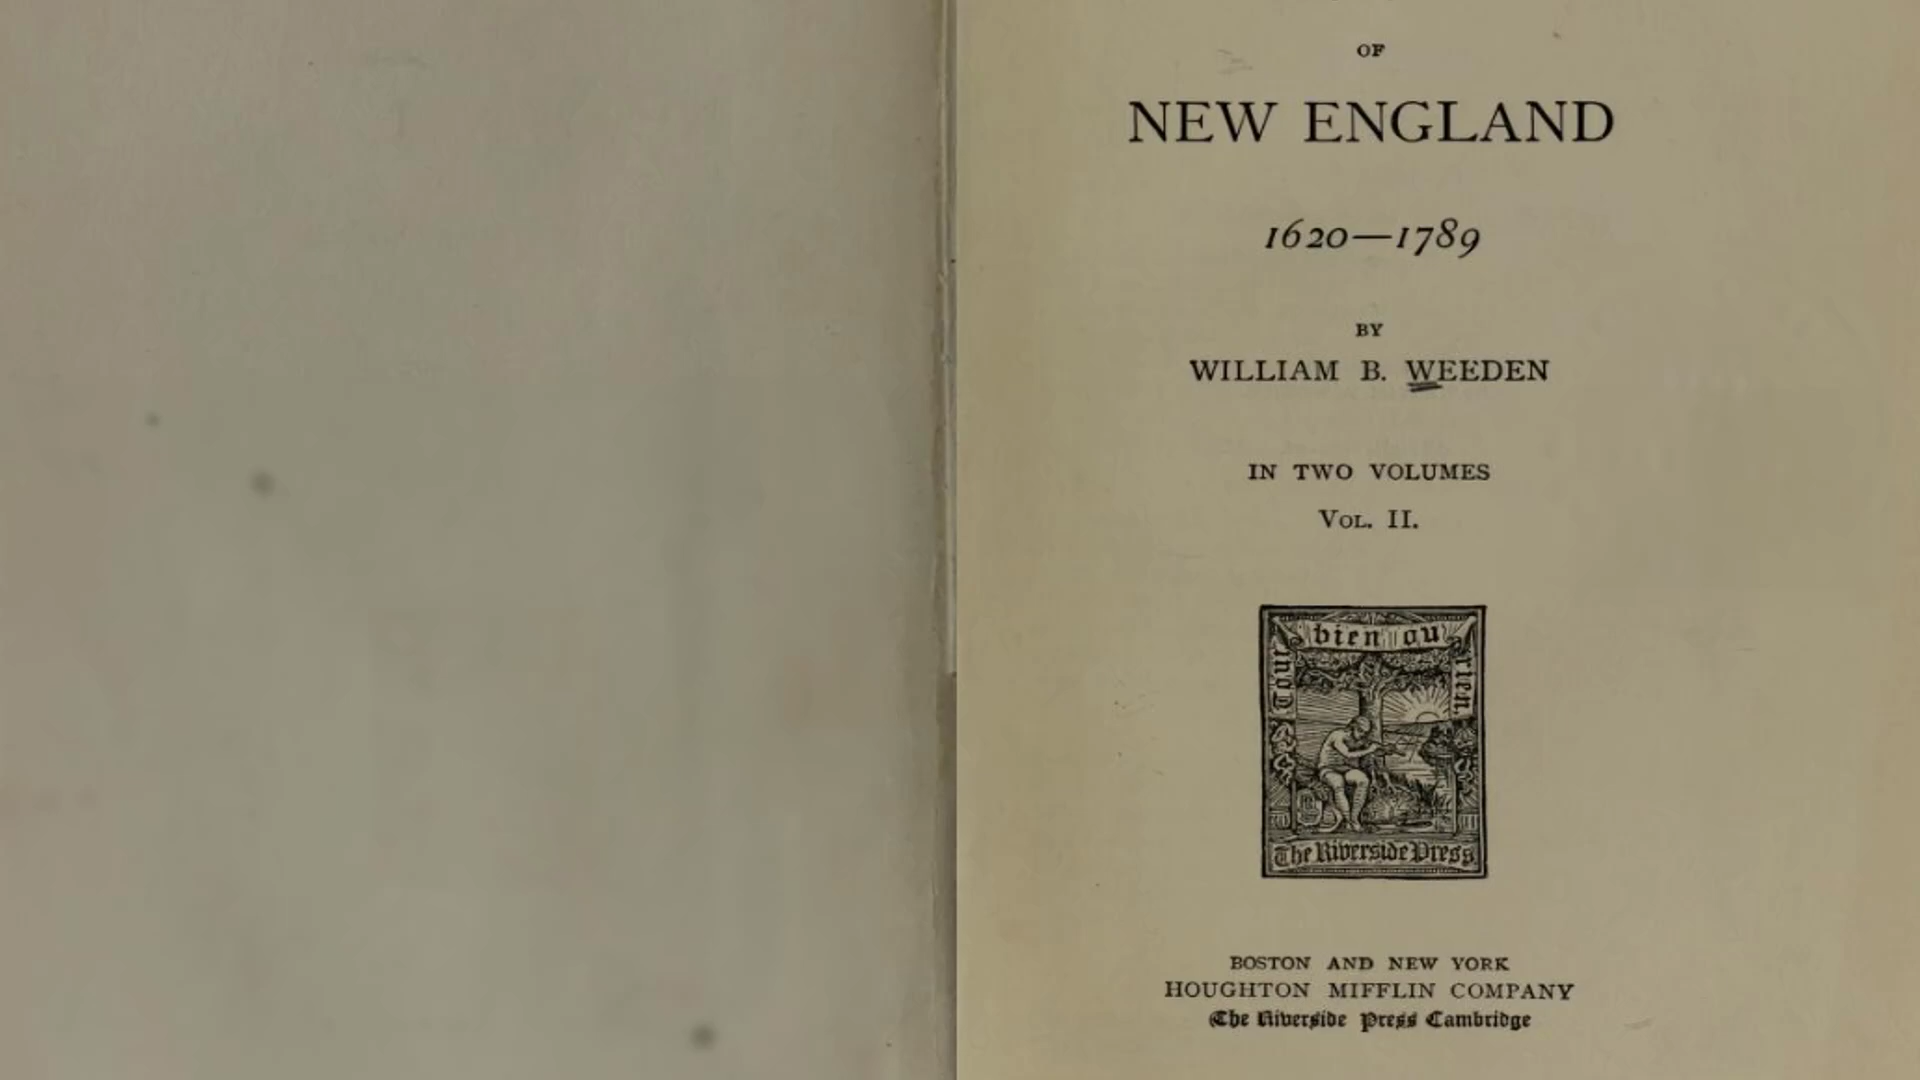 OF
NEW ENGLAND
1620—1789
BY
WILLIAM B. WEEDEN
IN TWO VOLUMES
VOL. II.
Tout bien ou rien.
The Riverside Press
BOSTON AND NEW YORK
HOUGHTON MIFFLIN COMPANY
The Riverside Press Cambridge